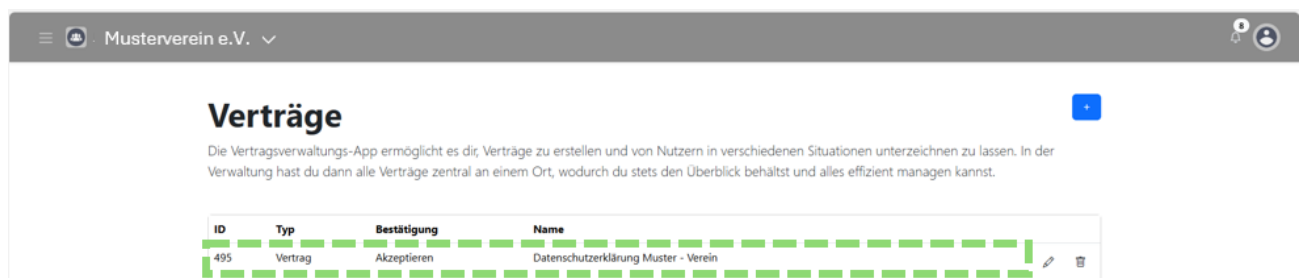 Musterverein e.V.
8
Verträge
+
Die Vertragsverwaltungs-App ermöglicht es dir, Verträge zu erstellen und von Nutzern in verschiedenen Situationen unterzeichnen zu lassen. In der
Verwaltung hast du dann alle Verträge zentral an einem Ort, wodurch du stets den Überblick behältst und alles effizient managen kannst.
ID Typ Bestätigung Name
495 Vertrag Akzeptieren Datenschutzerklärung Muster - Verein